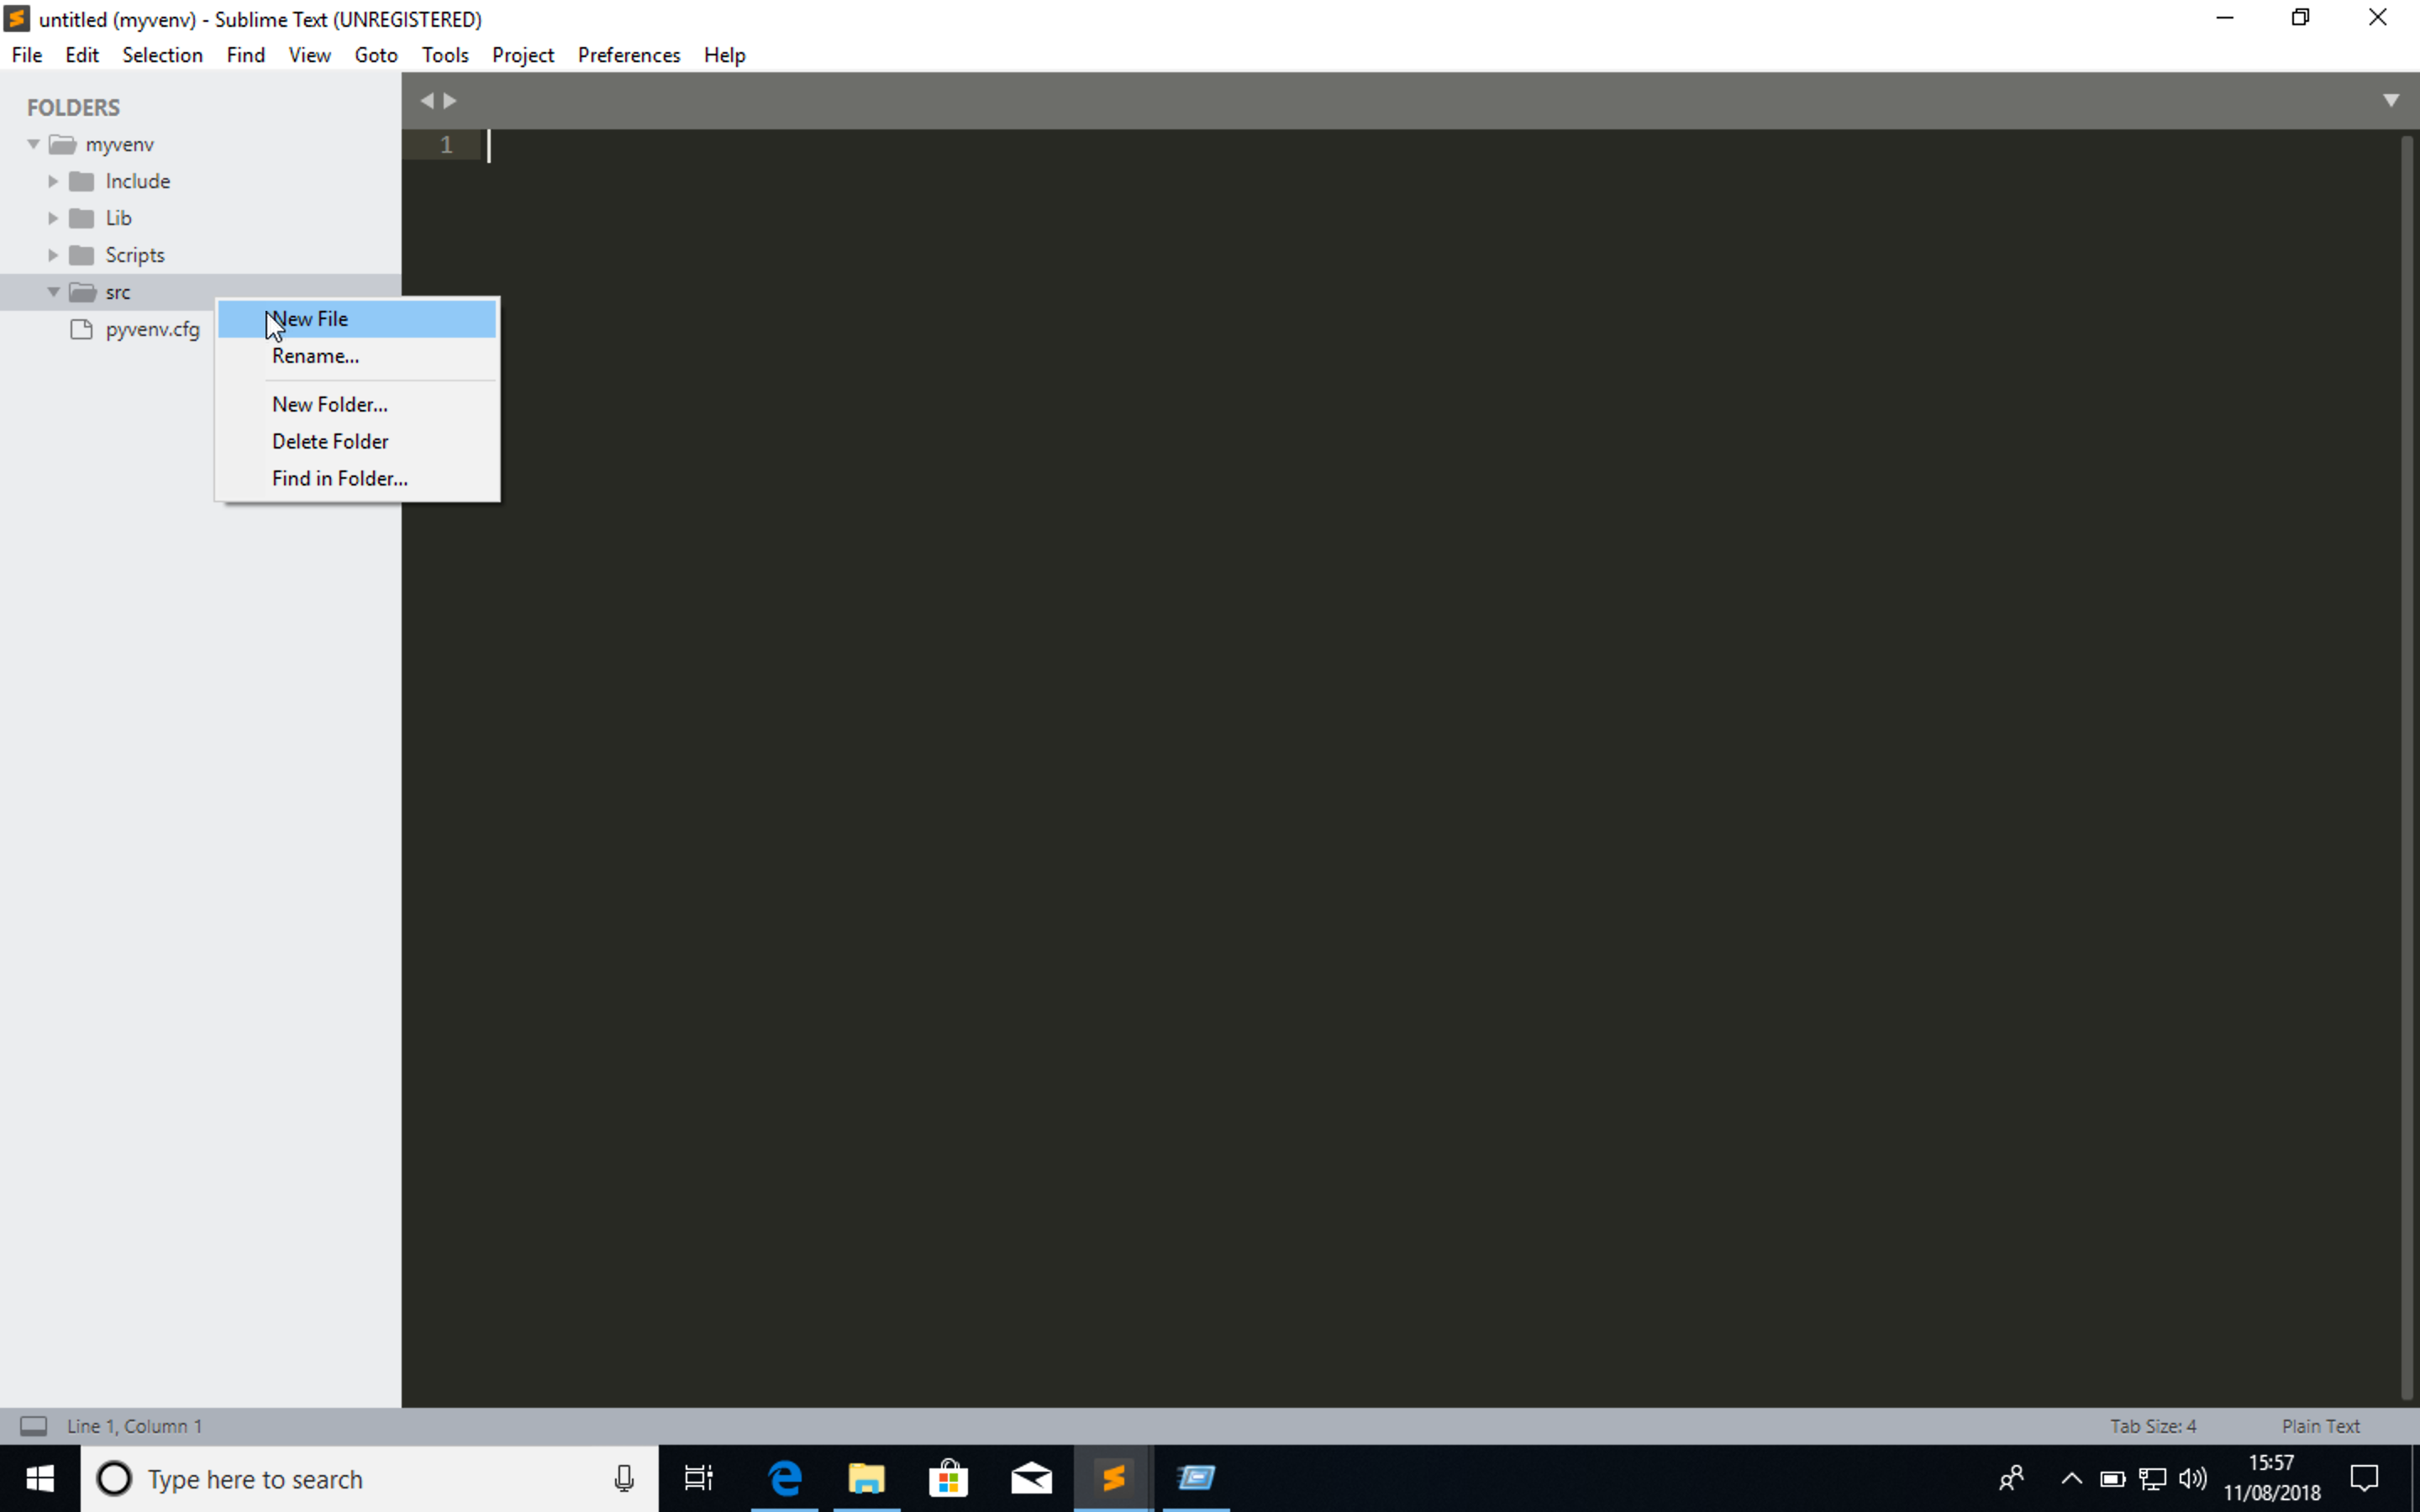 untitled (myvenv) - Sublime Text (UNREGISTERED)
File Edit Selection Find View Goto Tools Project Preferences Help
FOLDERS
myvenv
Include
Lib
Scripts
src
pyvenv.cfg
New File
Rename...
New Folder...
Delete Folder
Find in Folder...
1
Line 1, Column 1
Tab Size: 4
Plain Text
Type here to search
15:57
11/08/2018